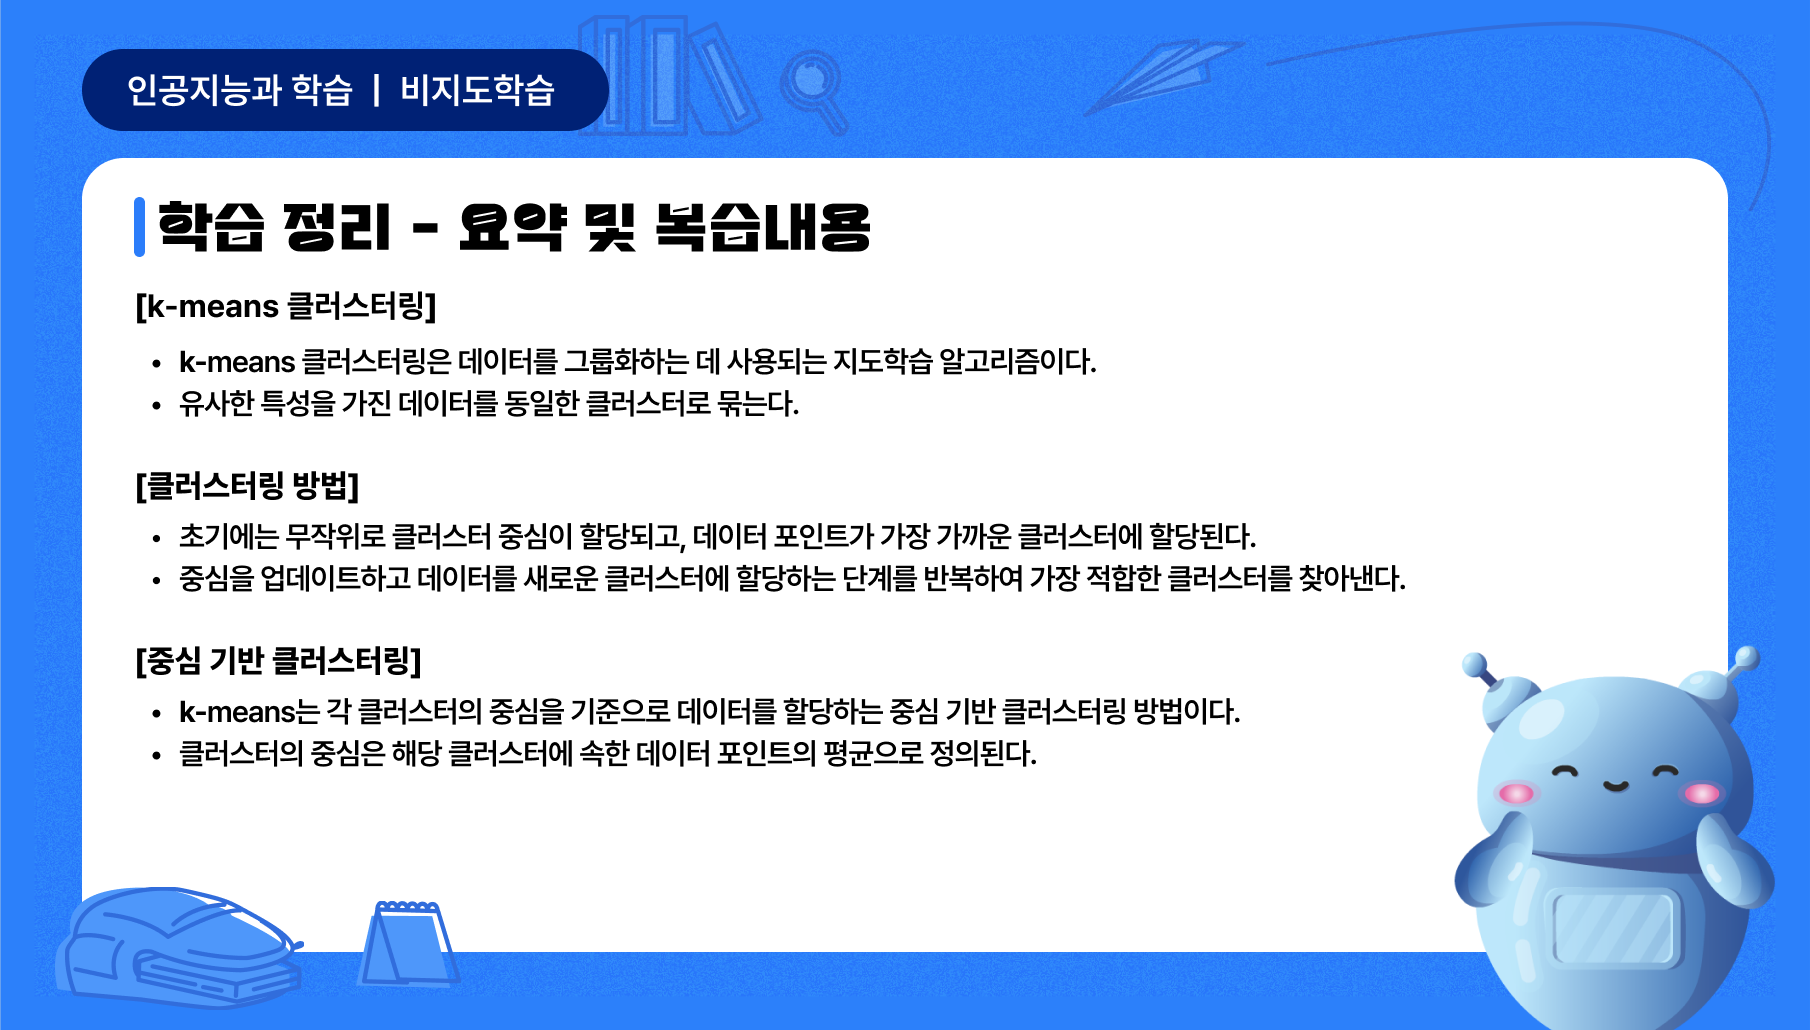 인공지능과 학습 | 비지도학습
학습 정리 - 요약 및 복습내용
[k-means 클러스터링]
• k-means 클러스터링은 데이터를 그룹화하는 데 사용되는 지도학습 알고리즘이다.
• 유사한 특성을 가진 데이터를 동일한 클러스터로 묶는다.
[클러스터링 방법]
• 초기에는 무작위로 클러스터 중심이 할당되고, 데이터 포인트가 가장 가까운 클러스터에 할당된다.
• 중심을 업데이트하고 데이터를 새로운 클러스터에 할당하는 단계를 반복하여 가장 적합한 클러스터를 찾아낸다.
[중심 기반 클러스터링]
• k-means는 각 클러스터의 중심을 기준으로 데이터를 할당하는 중심 기반 클러스터링 방법이다.
• 클러스터의 중심은 해당 클러스터에 속한 데이터 포인트의 평균으로 정의된다.